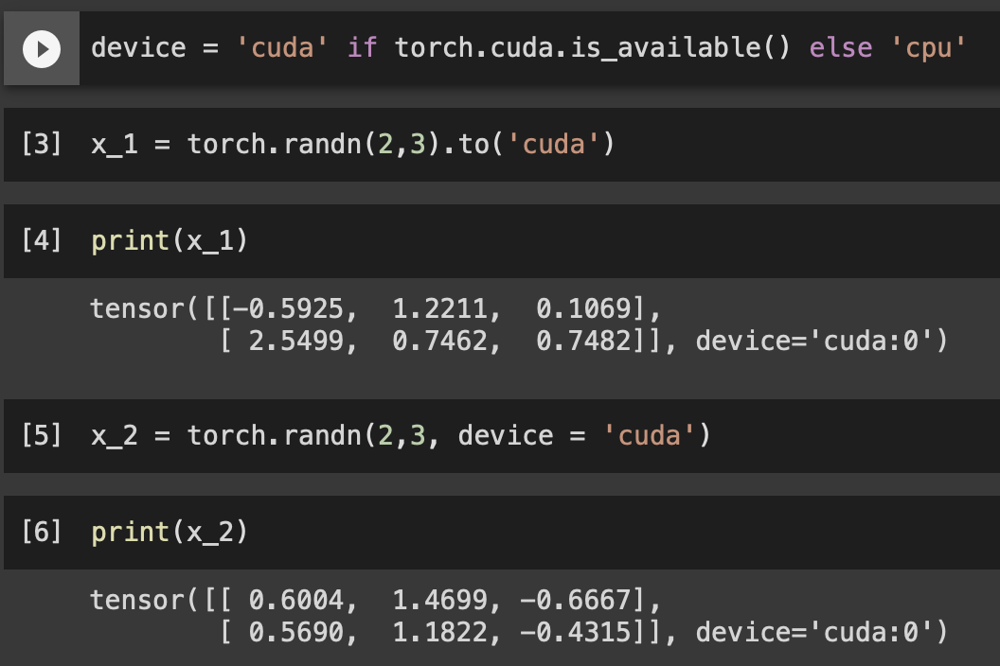 device = 'cuda' if torch.cuda.is_available() else 'cpu'
[3] x_1 = torch.randn(2,3).to('cuda')
[4] print(x_1)
tensor([[-0.5925,  1.2211,  0.1069],
        [ 2.5499,  0.7462,  0.7482]], device='cuda:0')
[5] x_2 = torch.randn(2,3, device = 'cuda')
[6] print(x_2)
tensor([[ 0.6004,  1.4699, -0.6667],
        [ 0.5690,  1.1822, -0.4315]], device='cuda:0')